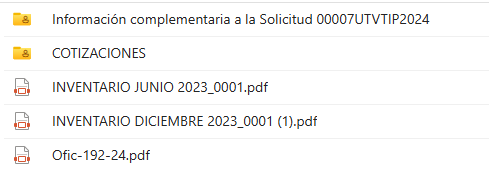 Información complementaria a la Solicitud 00007UTVTIP2024
COTIZACIONES
INVENTARIO JUNIO 2023_0001.pdf
INVENTARIO DICIEMBRE 2023_0001 (1).pdf
Ofic-192-24.pdf